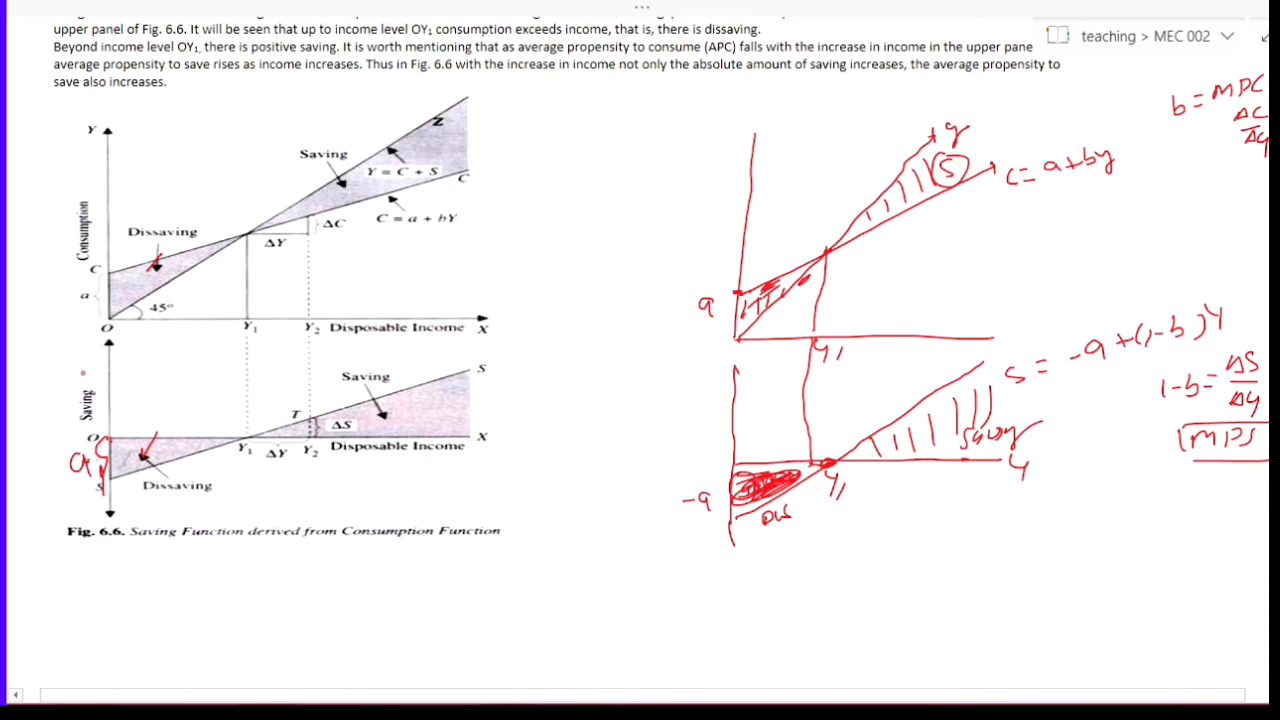 upper panel of Fig. 6.6. It will be seen that up to income level OY₁ consumption exceeds income, that is, there is dissaving.
Beyond income level OY₁, there is positive saving. It is worth mentioning that as average propensity to consume (APC) falls with the increase in income in the upper pane
average propensity to save rises as income increases. Thus in Fig. 6.6 with the increase in income not only the absolute amount of saving increases, the average propensity to
save also increases.
teaching > MEC 002
b = MPC
ΔC
Δy
Y
Z
Saving
Y = C + S
C
C = a + bY
ΔC
ΔY
Dissaving
Consumption
C
a
45°
O
Y₁
Y₂
Disposable Income
X
Saving
Saving
S
T
ΔS
O
Y₁
ΔY
Y₂
Disposable Income
X
a
S
Dissaving
Fig. 6.6. Saving Function derived from Consumption Function
y
S
C = a + by
a
y₁
S = -a + (1-b) Y
1-b = ΔS
Δy
MPS
Saving
y
y₁
-a